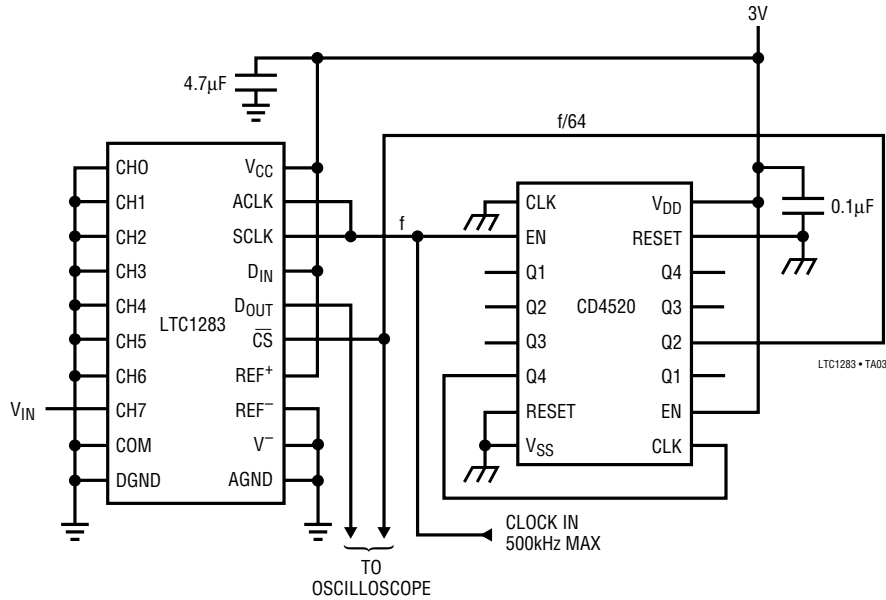 3V
4.7μF
f/64
CH0
CH1
CH2
CH3
CH4
CH5
CH6
CH7
COM
DGND
LTC1283
VCC
ACLK
SCLK
DIN
DOUT
CS
REF+
REF–
V–
AGND
VIN
f
CLK
EN
Q1
Q2
Q3
Q4
RESET
VSS
CD4520
VDD
RESET
Q4
Q3
Q2
Q1
EN
CLK
0.1μF
LTC1283 • TA03
CLOCK IN
500kHz MAX
TO
OSCILLOSCOPE